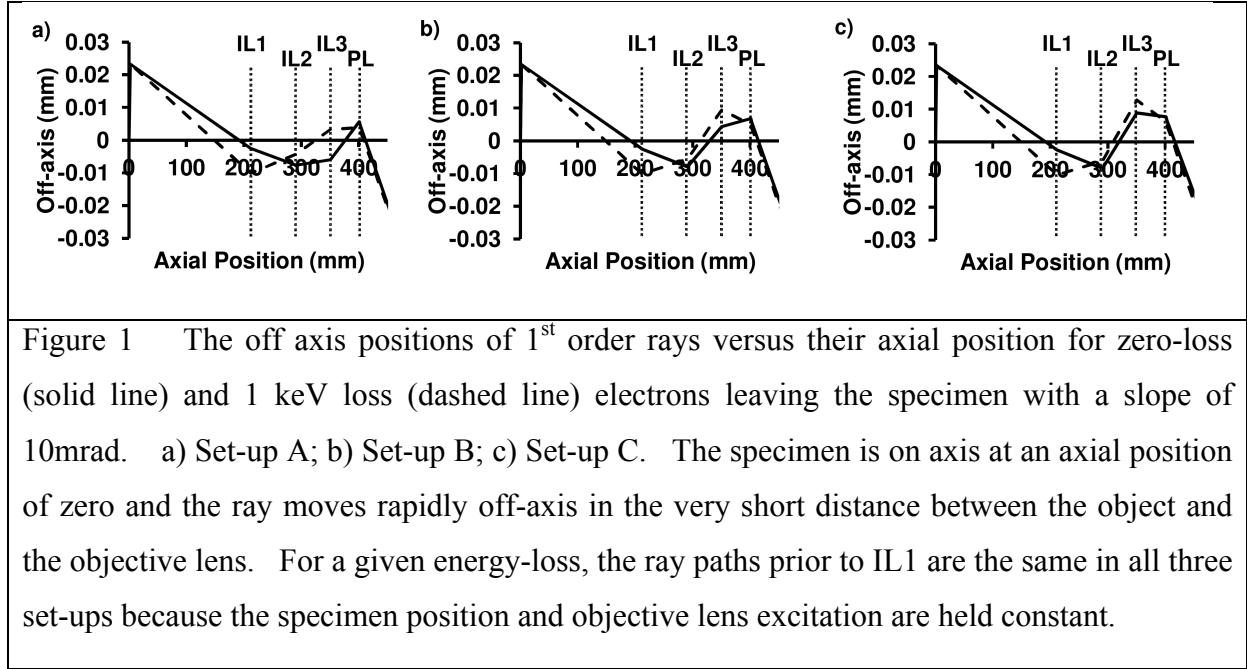 a)
IL1
IL2
IL3
PL
0.03
0.02
0.01
0
-0.01
-0.02
-0.03
0 100 200 300 400
Off-axis (mm)
Axial Position (mm)
b)
IL1
IL2
IL3
PL
0.03
0.02
0.01
0
-0.01
-0.02
-0.03
0 100 200 300 400
Off-axis (mm)
Axial Position (mm)
c)
IL1
IL2
IL3
PL
0.03
0.02
0.01
0
-0.01
-0.02
-0.03
0 100 200 300 400
Off-axis (mm)
Axial Position (mm)
Figure 1 The off axis positions of 1st order rays versus their axial position for zero-loss
(solid line) and 1 keV loss (dashed line) electrons leaving the specimen with a slope of
10mrad. a) Set-up A; b) Set-up B; c) Set-up C. The specimen is on axis at an axial position
of zero and the ray moves rapidly off-axis in the very short distance between the object and
the objective lens. For a given energy-loss, the ray paths prior to IL1 are the same in all three
set-ups because the specimen position and objective lens excitation are held constant.